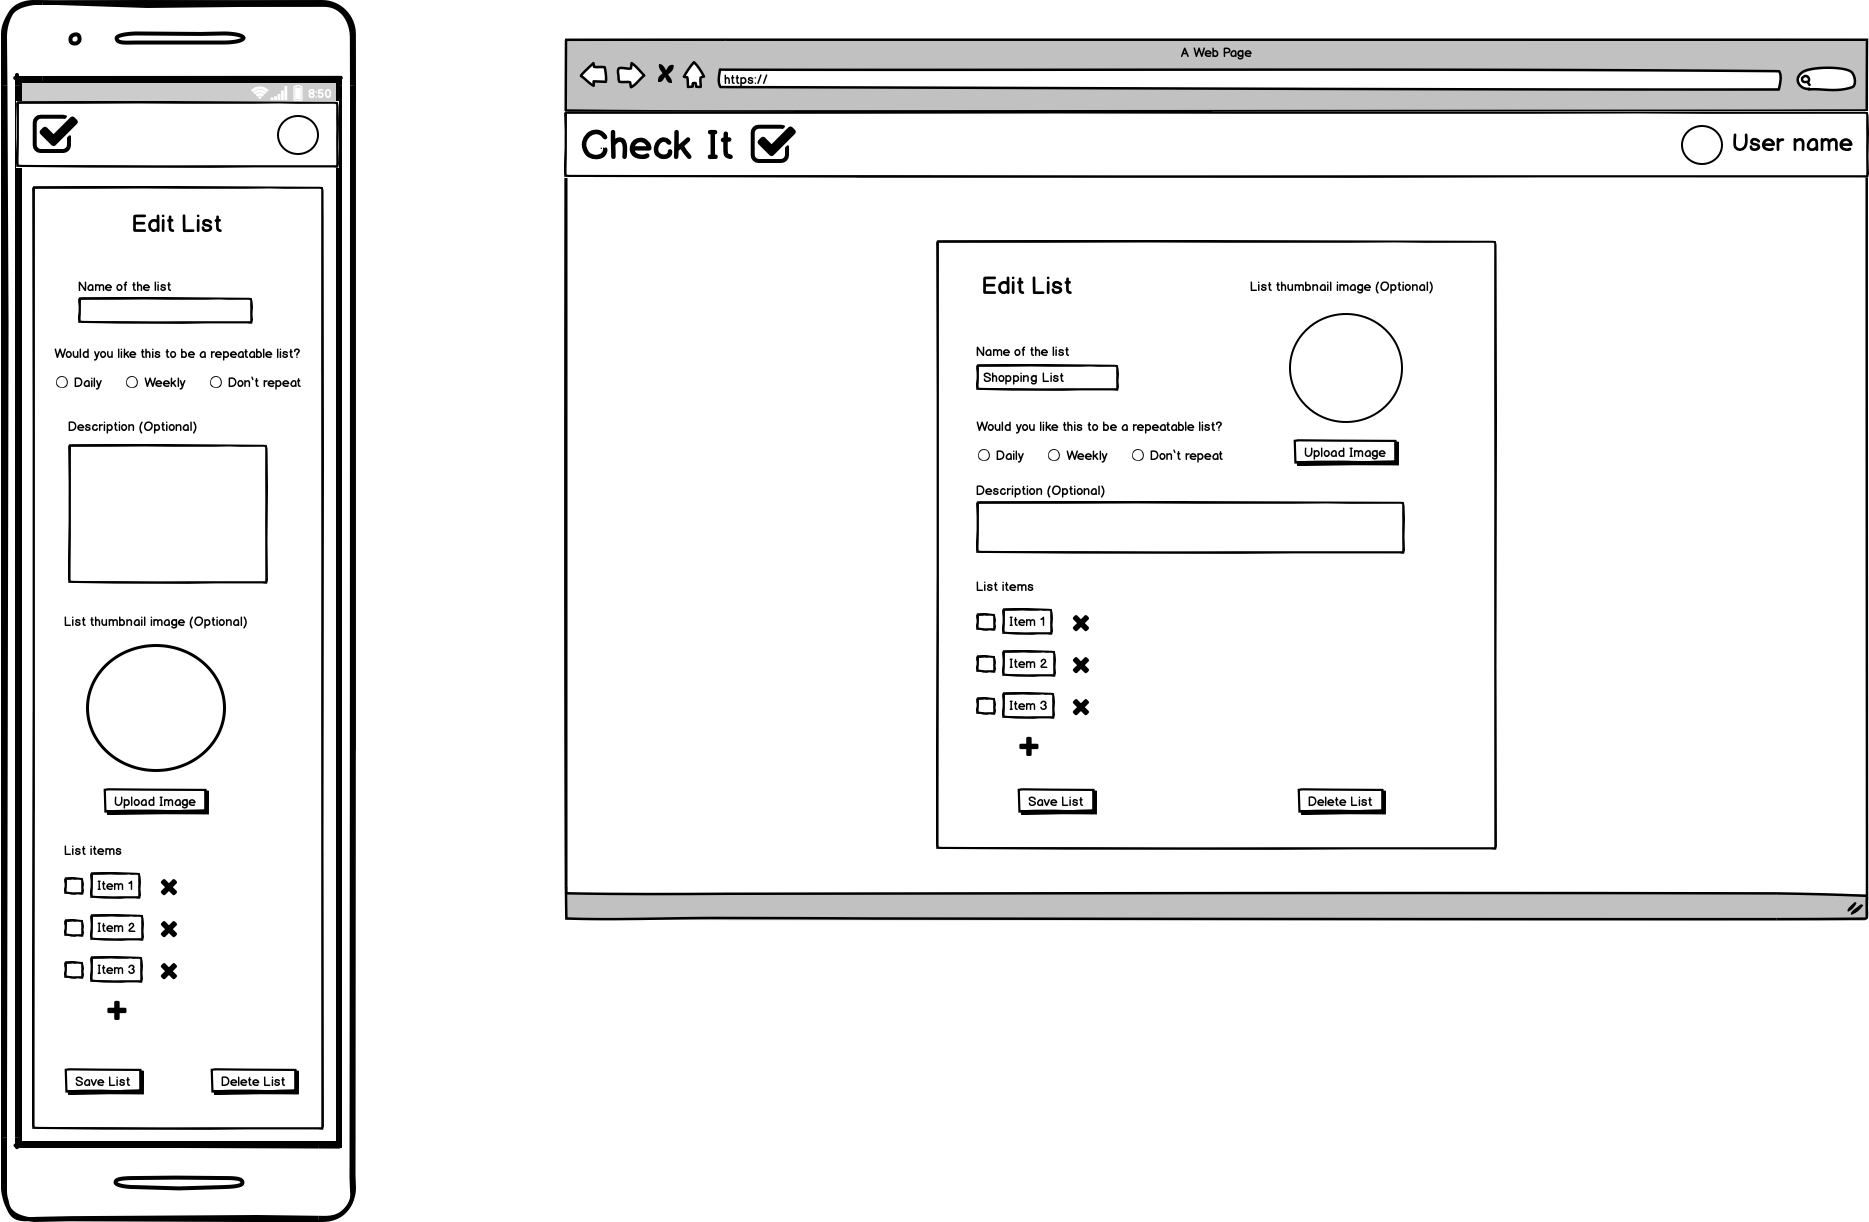 8:50
Edit List
Name of the list
Would you like this to be a repeatable list?
Daily Weekly Don`t repeat
Description (Optional)
List thumbnail image (Optional)
Upload Image
List items
Item 1
Item 2
Item 3
Save List Delete List
A Web Page
https://
Check It User name
Edit List List thumbnail image (Optional)
Name of the list
Shopping List
Would you like this to be a repeatable list?
Daily Weekly Don`t repeat
Upload Image
Description (Optional)
List items
Item 1
Item 2
Item 3
Save List Delete List